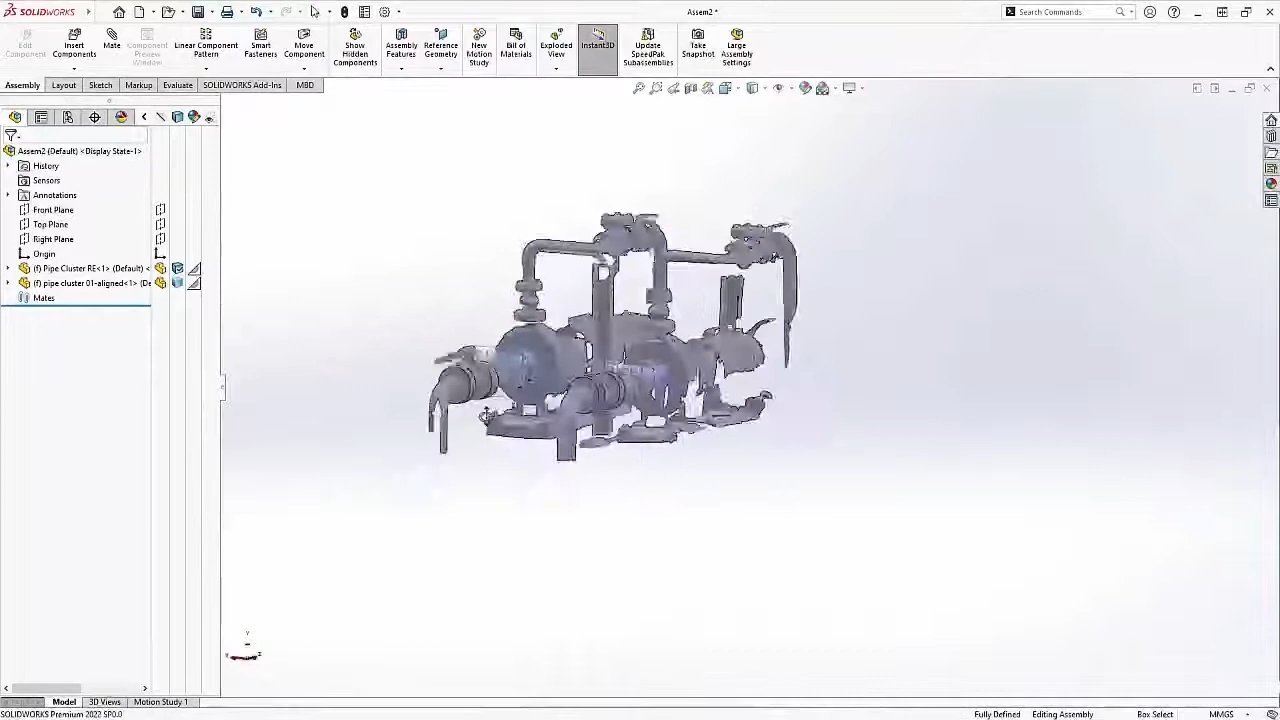 SOLIDWORKS
Assem2 *
Search Commands
Edit Component
Insert Components
Mate
Component Preview Window
Linear Component Pattern
Smart Fasteners
Move Component
Show Hidden Components
Assembly Features
Reference Geometry
New Motion Study
Bill of Materials
Exploded View
Instant3D
Update SpeedPak Subassemblies
Take Snapshot
Large Assembly Settings
Assembly
Layout
Sketch
Markup
Evaluate
SOLIDWORKS Add-Ins
MBD
Assem2 (Default) <Display State-1>
History
Sensors
Annotations
Front Plane
Top Plane
Right Plane
Origin
(f) Pipe Cluster RE<1> (Default) <
(f) pipe cluster 01-aligned<1> (De
Mates
Model
3D Views
Motion Study 1
SOLIDWORKS Premium 2022 SP0.0
Fully Defined
Editing Assembly
Box Select
MMGS